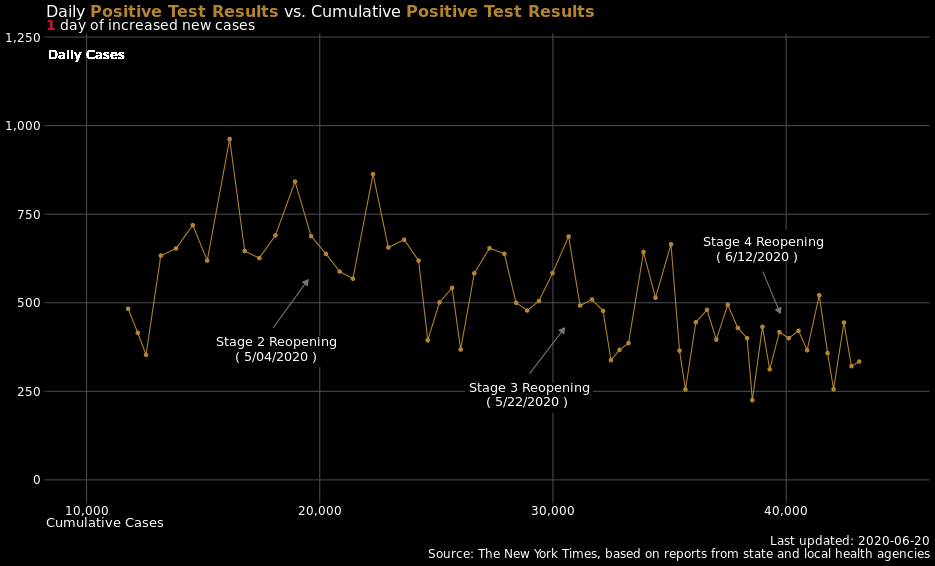 Daily Positive Test Results vs. Cumulative Positive Test Results
1 day of increased new cases
1,250
Daily Cases
1,000
750
Stage 4 Reopening
( 6/12/2020 )
500
Stage 2 Reopening
( 5/04/2020 )
Stage 3 Reopening
( 5/22/2020 )
250
0
10,000 20,000 30,000 40,000
Cumulative Cases
Last updated: 2020-06-20
Source: The New York Times, based on reports from state and local health agencies